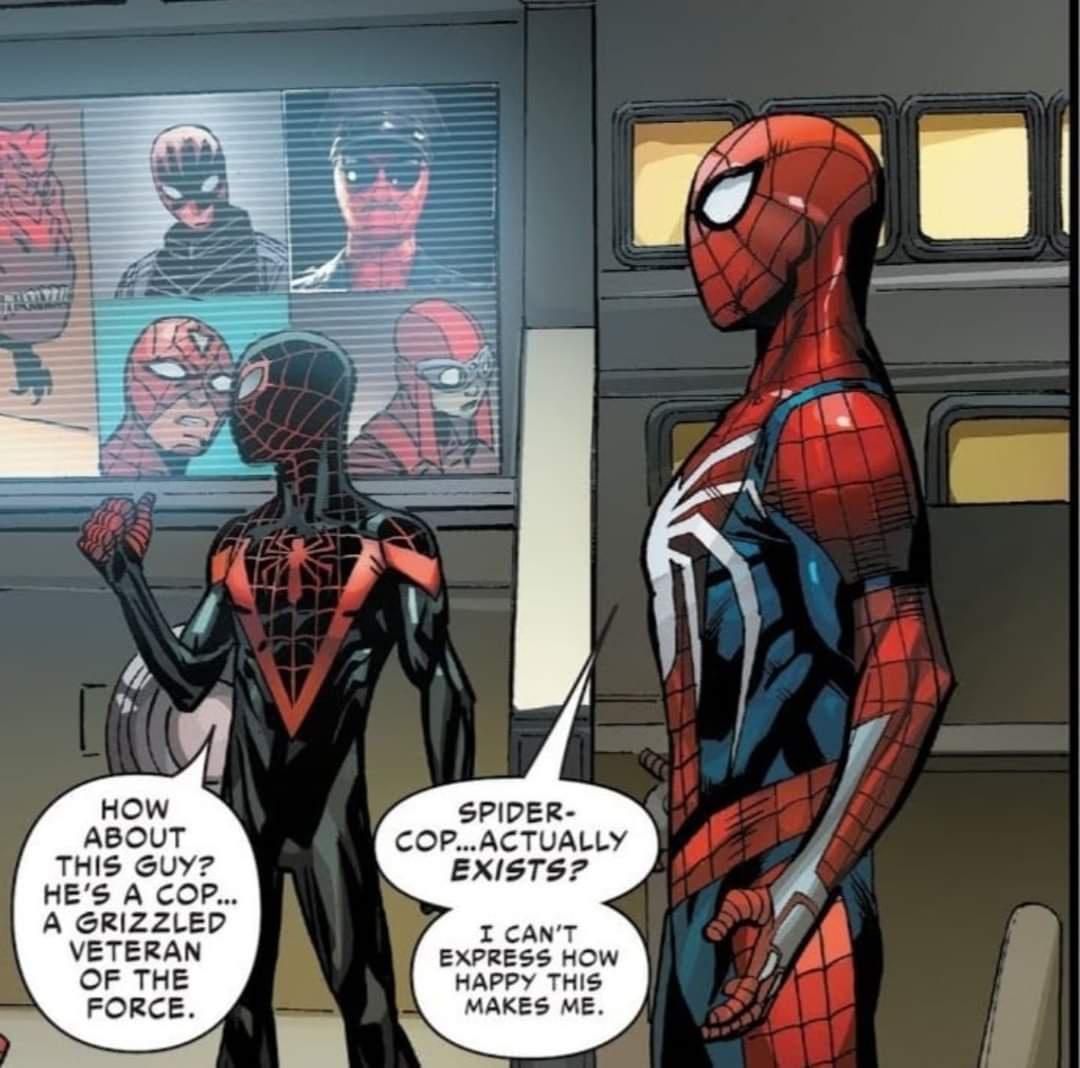 HOW
ABOUT
THIS GUY?
HE'S A COP...
A GRIZZLED
VETERAN
OF THE
FORCE.
SPIDER-
COP...ACTUALLY
EXISTS?
I CAN'T
EXPRESS HOW
HAPPY THIS
MAKES ME.